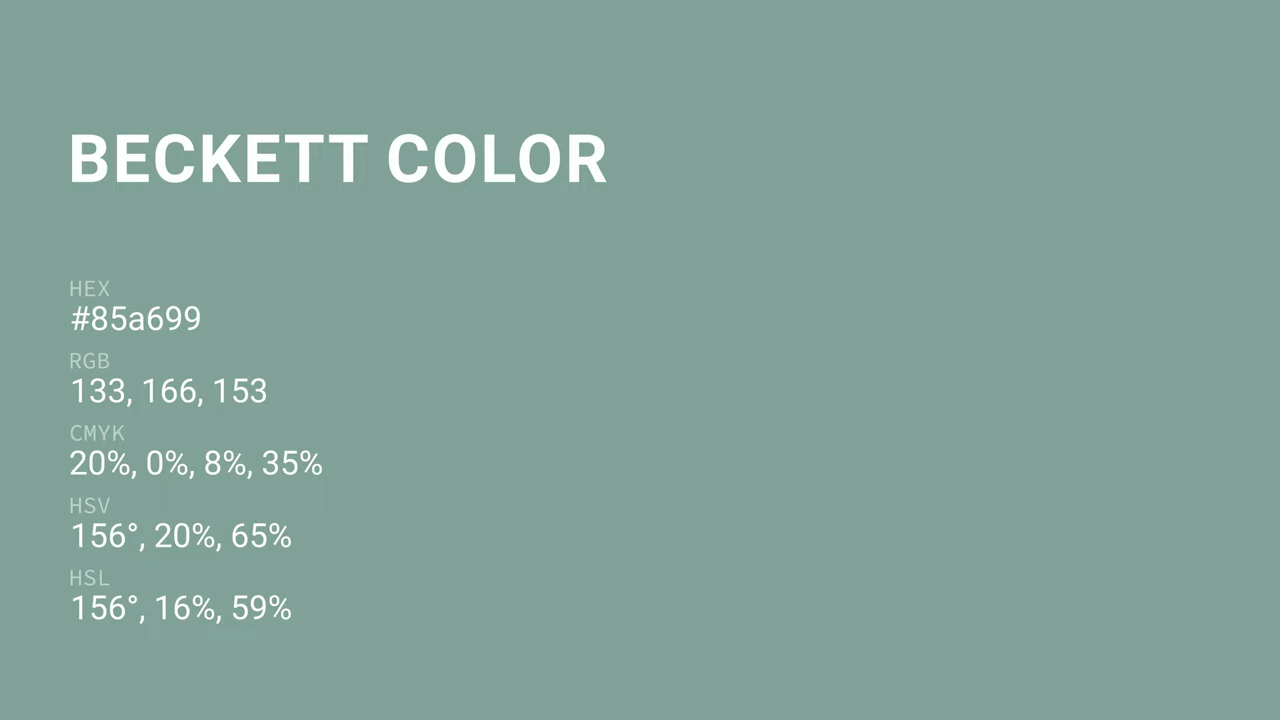 BECKETT COLOR
HEX
#85a699
RGB
133, 166, 153
CMYK
20%, 0%, 8%, 35%
HSV
156°, 20%, 65%
HSL
156°, 16%, 59%